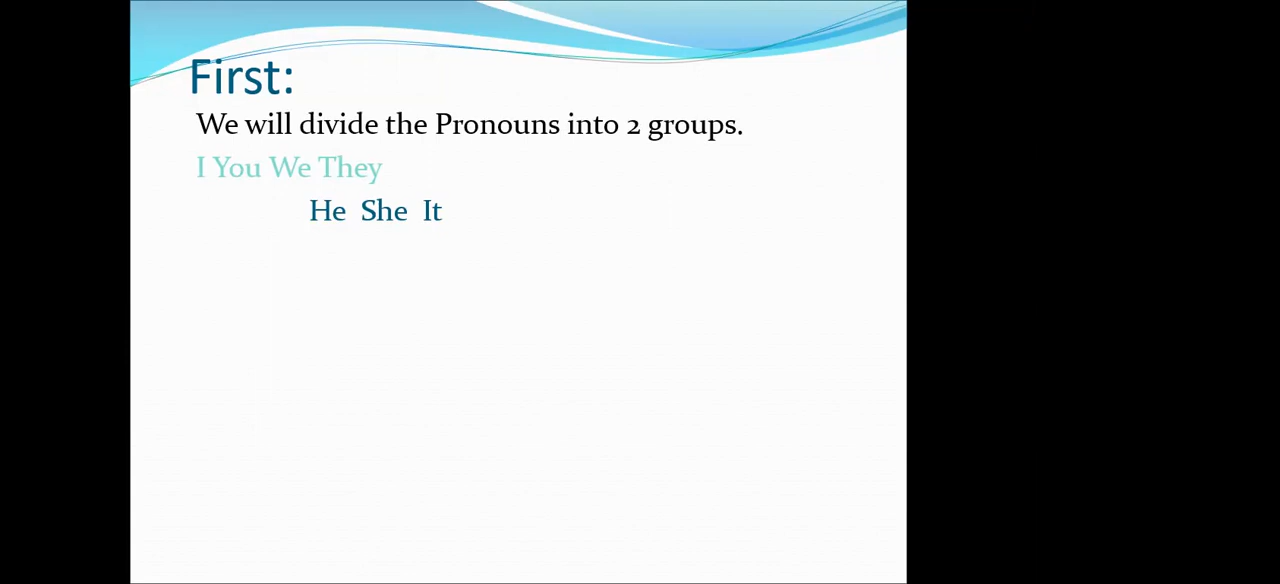 First:
We will divide the Pronouns into 2 groups.
I You We They
He She It